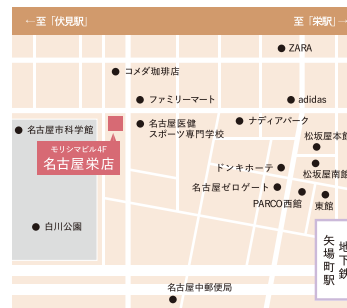 ←至「伏見駅」
至「栄駅」→
ZARA
コメダ珈琲店
ファミリーマート
adidas
名古屋市科学館
名古屋医健
スポーツ専門学校
ナディアパーク
松坂屋本館
モリシマビル4F
名古屋栄店
ドンキホーテ
松坂屋南館
名古屋ゼロゲート
PARCO西館
東館
白川公園
地下鉄
矢場町駅
名古屋中郵便局